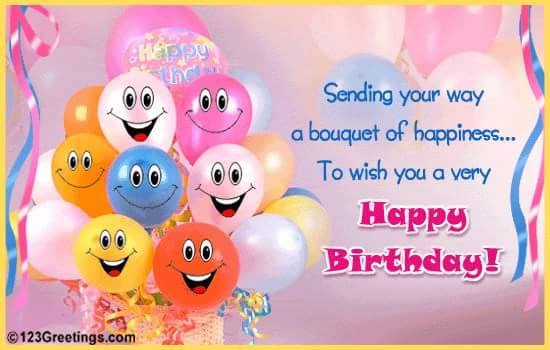 Happy
Birthday
Sending your way
a bouquet of happiness...
To wish you a very
Happy
Birthday!
©123Greetings.com